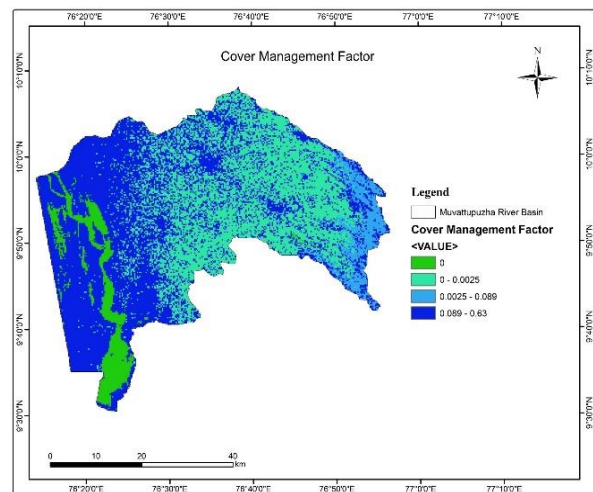 76°20'0"E 76°30'0"E 76°40'0"E 76°50'0"E 77°0'0"E 77°10'0"E
Cover Management Factor
N
10°10'0"N
10°10'0"N
10°0'0"N
10°0'0"N
9°50'0"N
9°50'0"N
9°40'0"N
9°40'0"N
9°30'0"N
9°30'0"N
Legend
Muvattupuzha River Basin
Cover Management Factor
<VALUE>
0
0 - 0.0025
0.0025 - 0.089
0.089 - 0.63
0 10 20 40
km
76°20'0"E 76°30'0"E 76°40'0"E 76°50'0"E 77°0'0"E 77°10'0"E